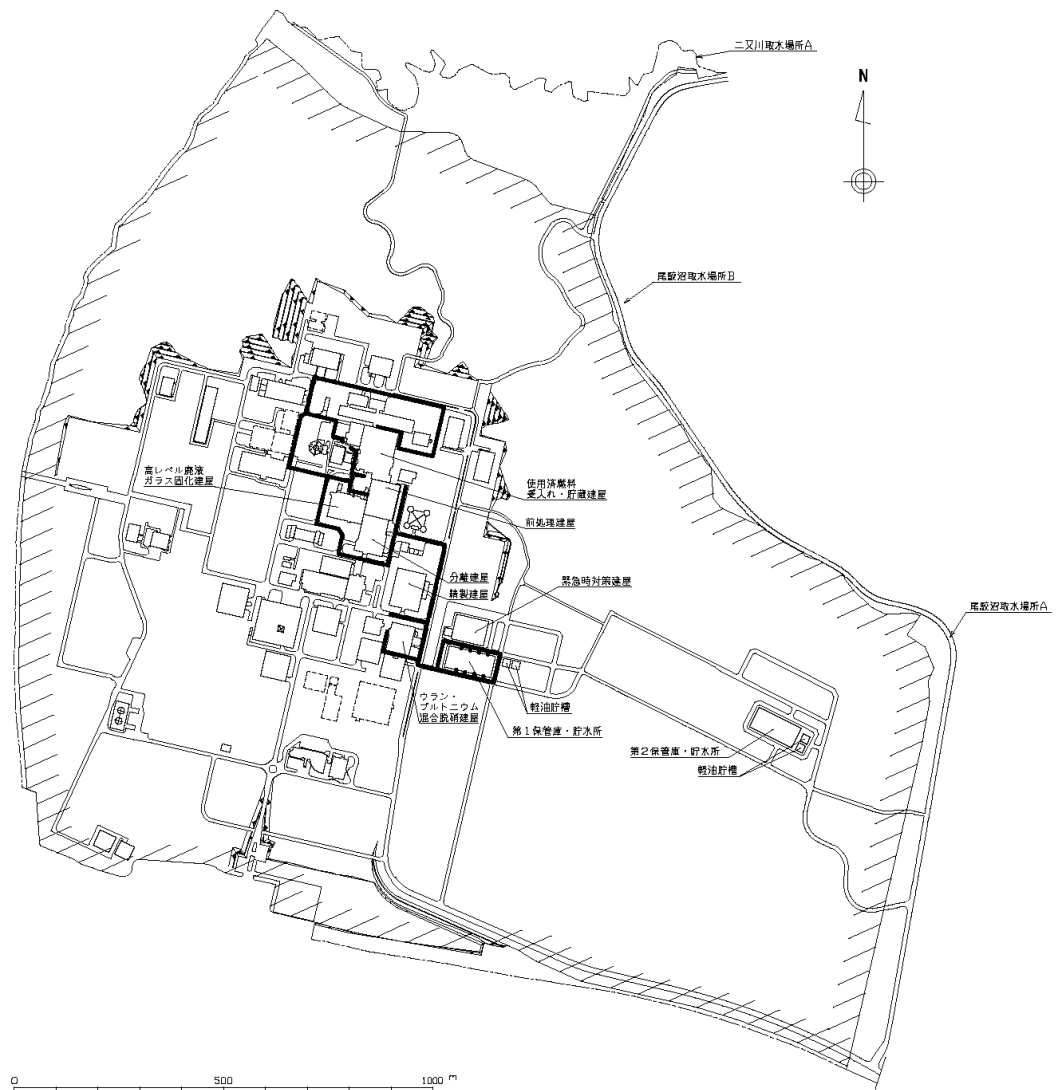 二又川取水場所A
N
尾駮沼取水場所B
高レベル廃液
ガラス固化建屋
使用済燃料
受入れ・貯蔵建屋
前処理建屋
分離建屋
精製建屋
緊急時対策建屋
尾駮沼取水場所A
ウラン・
プルトニウム
混合脱硝建屋
軽油貯槽
第1保管庫・貯水所
第2保管庫・貯水所
軽油貯槽
0 500 1000 m